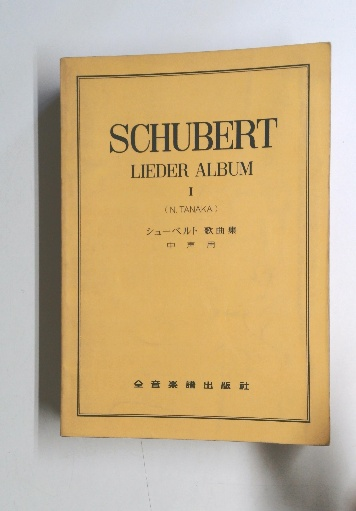 SCHUBERT
LIEDER ALBUM
I
(N. TANAKA)
シューベルト 歌曲集
中声用
全音楽譜出版社